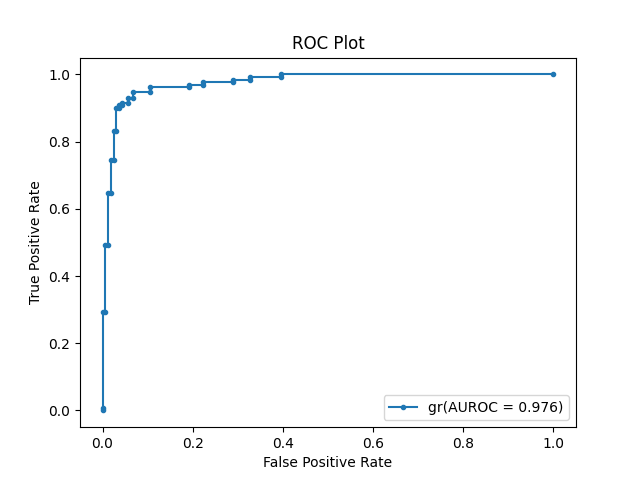 ROC Plot
1.0
0.8
0.6
0.4
0.2
0.0
True Positive Rate
gr(AUROC = 0.976)
0.0 0.2 0.4 0.6 0.8 1.0
False Positive Rate